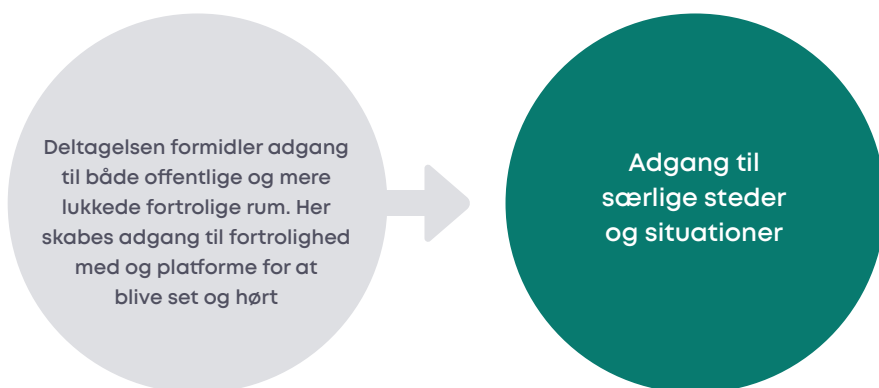 Deltagelsen formidler adgang
til både offentlige og mere
lukkede fortrolige rum. Her
skabes adgang til fortrolighed
med og platforme for at
blive set og hørt
Adgang til
særlige steder
og situationer